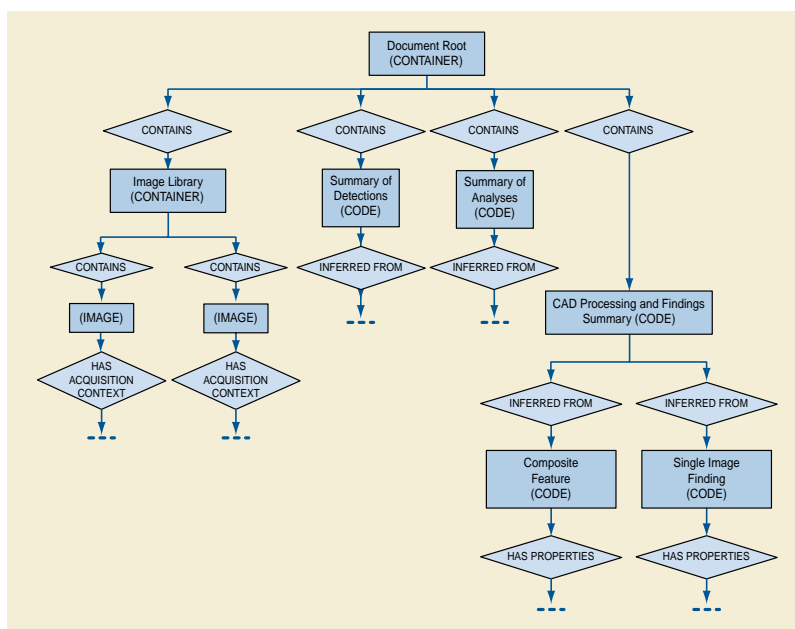 Document Root
(CONTAINER)
CONTAINS
CONTAINS
CONTAINS
CONTAINS
Image Library
(CONTAINER)
Summary of
Detections
(CODE)
Summary of
Analyses
(CODE)
CONTAINS
CONTAINS
INFERRED FROM
INFERRED FROM
(IMAGE)
(IMAGE)
CAD Processing and Findings
Summary (CODE)
HAS
ACQUISITION
CONTEXT
HAS
ACQUISITION
CONTEXT
INFERRED FROM
INFERRED FROM
Composite
Feature
(CODE)
Single Image
Finding
(CODE)
HAS PROPERTIES
HAS PROPERTIES